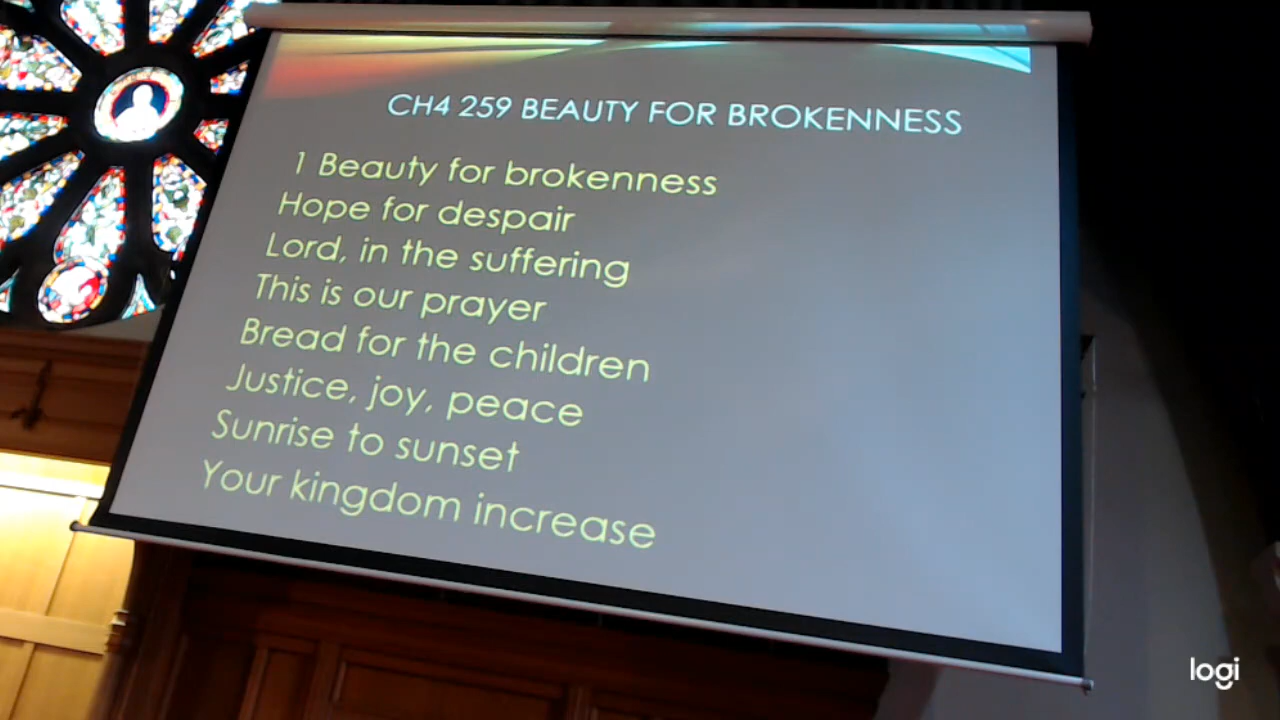 CH4 259 BEAUTY FOR BROKENNESS
1 Beauty for brokenness
Hope for despair
Lord, in the suffering
This is our prayer
Bread for the children
Justice, joy, peace
Sunrise to sunset
Your kingdom increase
logi